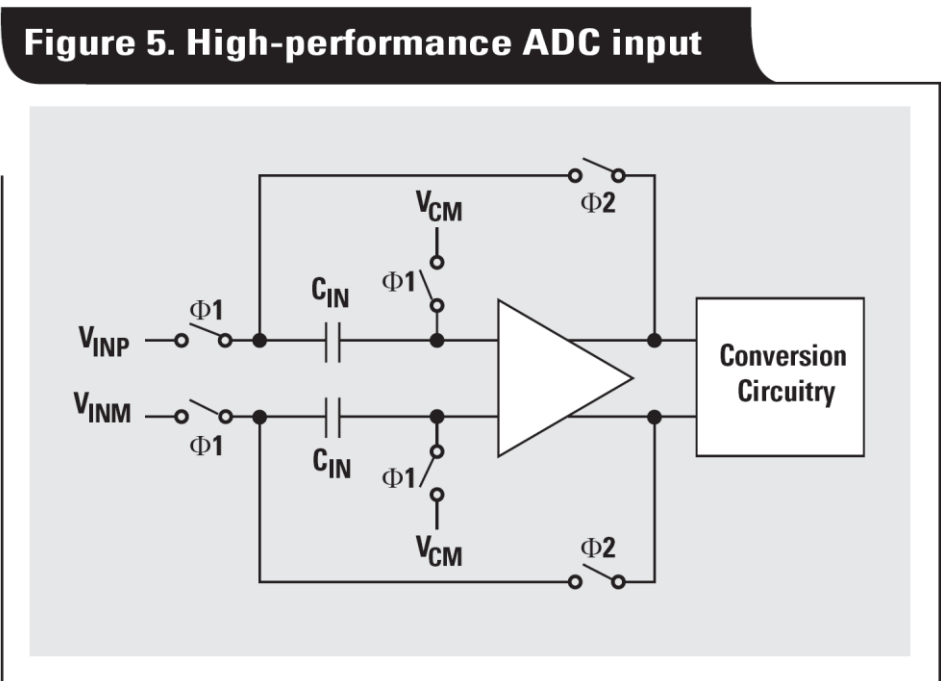 Figure 5. High-performance ADC input
Φ2
VCM
Φ1
CIN
Φ1
VINP
Conversion
Circuitry
VINM
Φ1
CIN
Φ1
VCM
Φ2